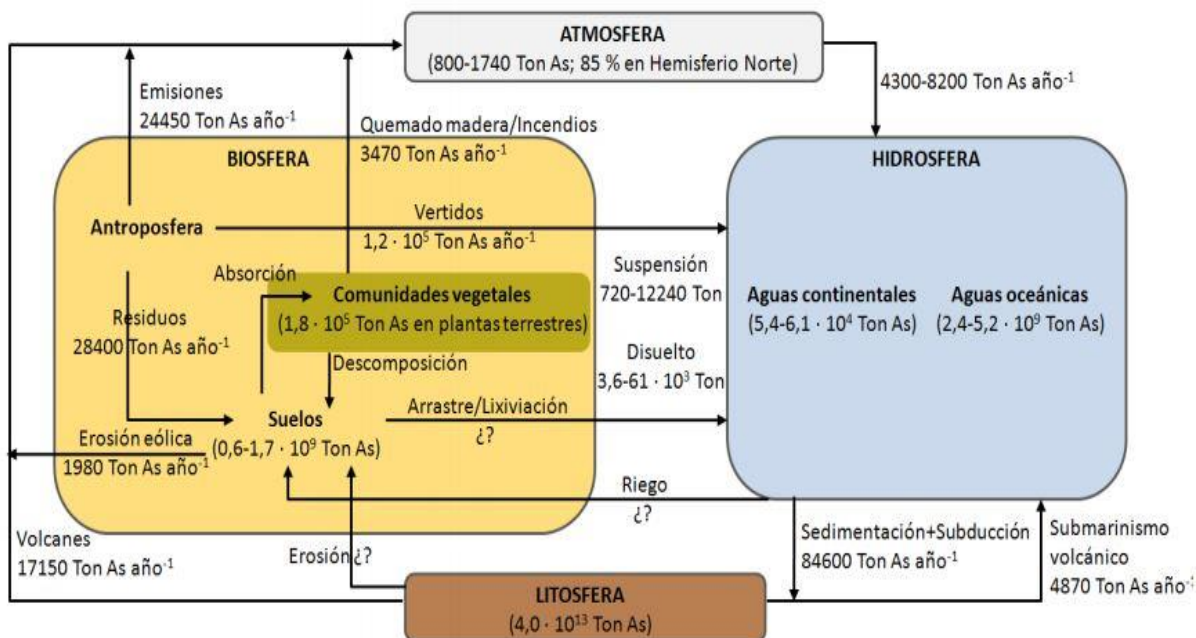 ATMOSFERA
(800-1740 Ton As; 85 % en Hemisferio Norte)
4300-8200 Ton As año-1
Emisiones
24450 Ton As año-1
Quemado madera/Incendios
3470 Ton As año-1
BIOSFERA
HIDROSFERA
Antroposfera
Vertidos
1,2 · 10⁵ Ton As año-1
Absorción
Suspensión
720-12240 Ton
Comunidades vegetales
(1,8 · 10⁵ Ton As en plantas terrestres)
Aguas continentales
(5,4-6,1 · 10⁴ Ton As)
Aguas oceánicas
(2,4-5,2 · 10⁹ Ton As)
Residuos
28400 Ton As año-1
Descomposición
Disuelto
3,6-61 · 10³ Ton
Suelos
(0,6-1,7 · 10⁹ Ton As)
Arrastre/Lixiviación
¿?
Erosión eólica
1980 Ton As año-1
Riego
¿?
Volcanes
17150 Ton As año-1
Erosión ¿?
Sedimentación+Subducción
84600 Ton As año-1
Submarinismo
volcánico
4870 Ton As año-1
LITOSFERA
(4,0 · 10¹³ Ton As)